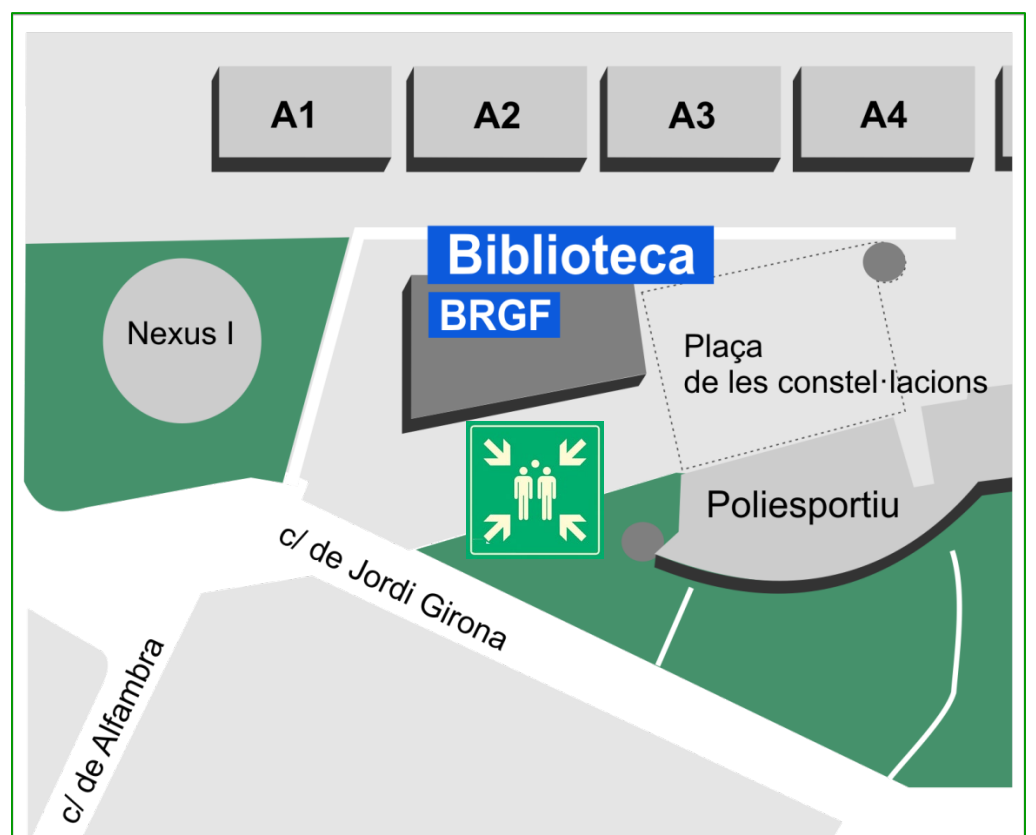 A1
A2
A3
A4
Biblioteca
BRGF
Nexus I
Plaça
de les constel·lacions
Poliesportiu
c/ de Jordi Girona
c/ de Alfambra